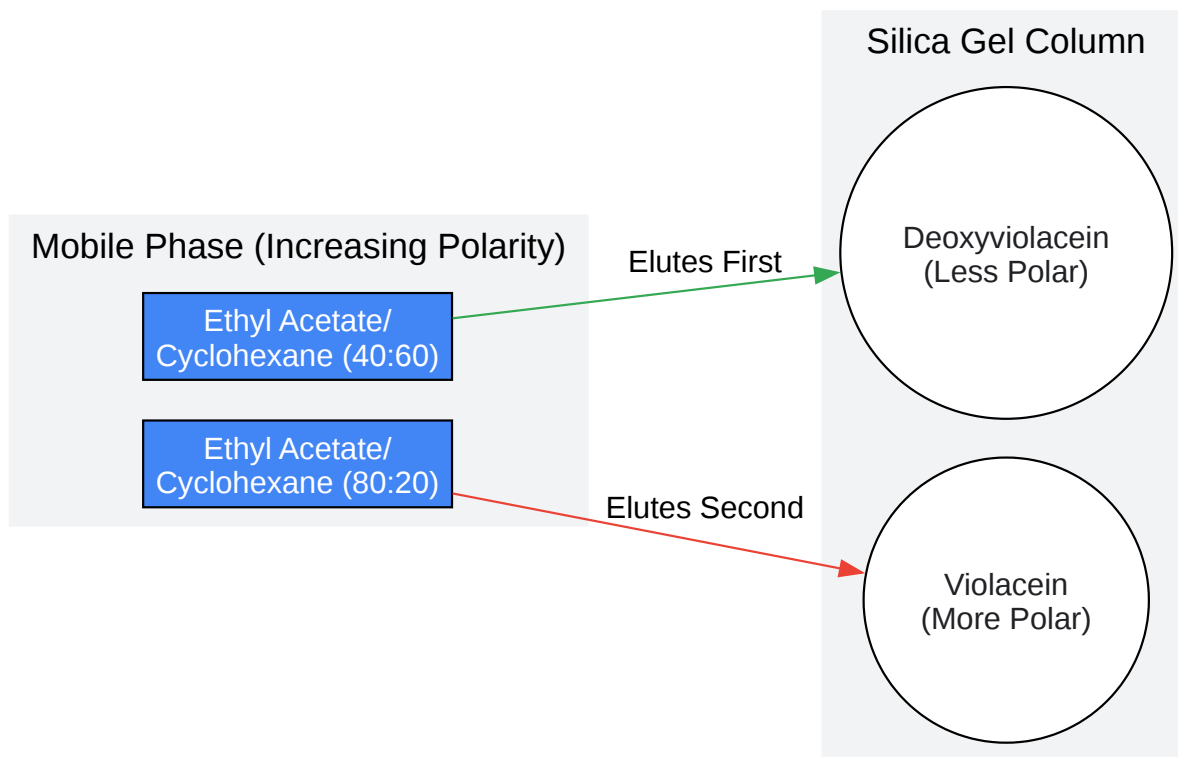 Silica Gel Column
Deoxyviolacein
(Less Polar)
Mobile Phase (Increasing Polarity)
Elutes First
Ethyl Acetate/
Cyclohexane (40:60)
Ethyl Acetate/
Cyclohexane (80:20)
Elutes Second
Violacein
(More Polar)